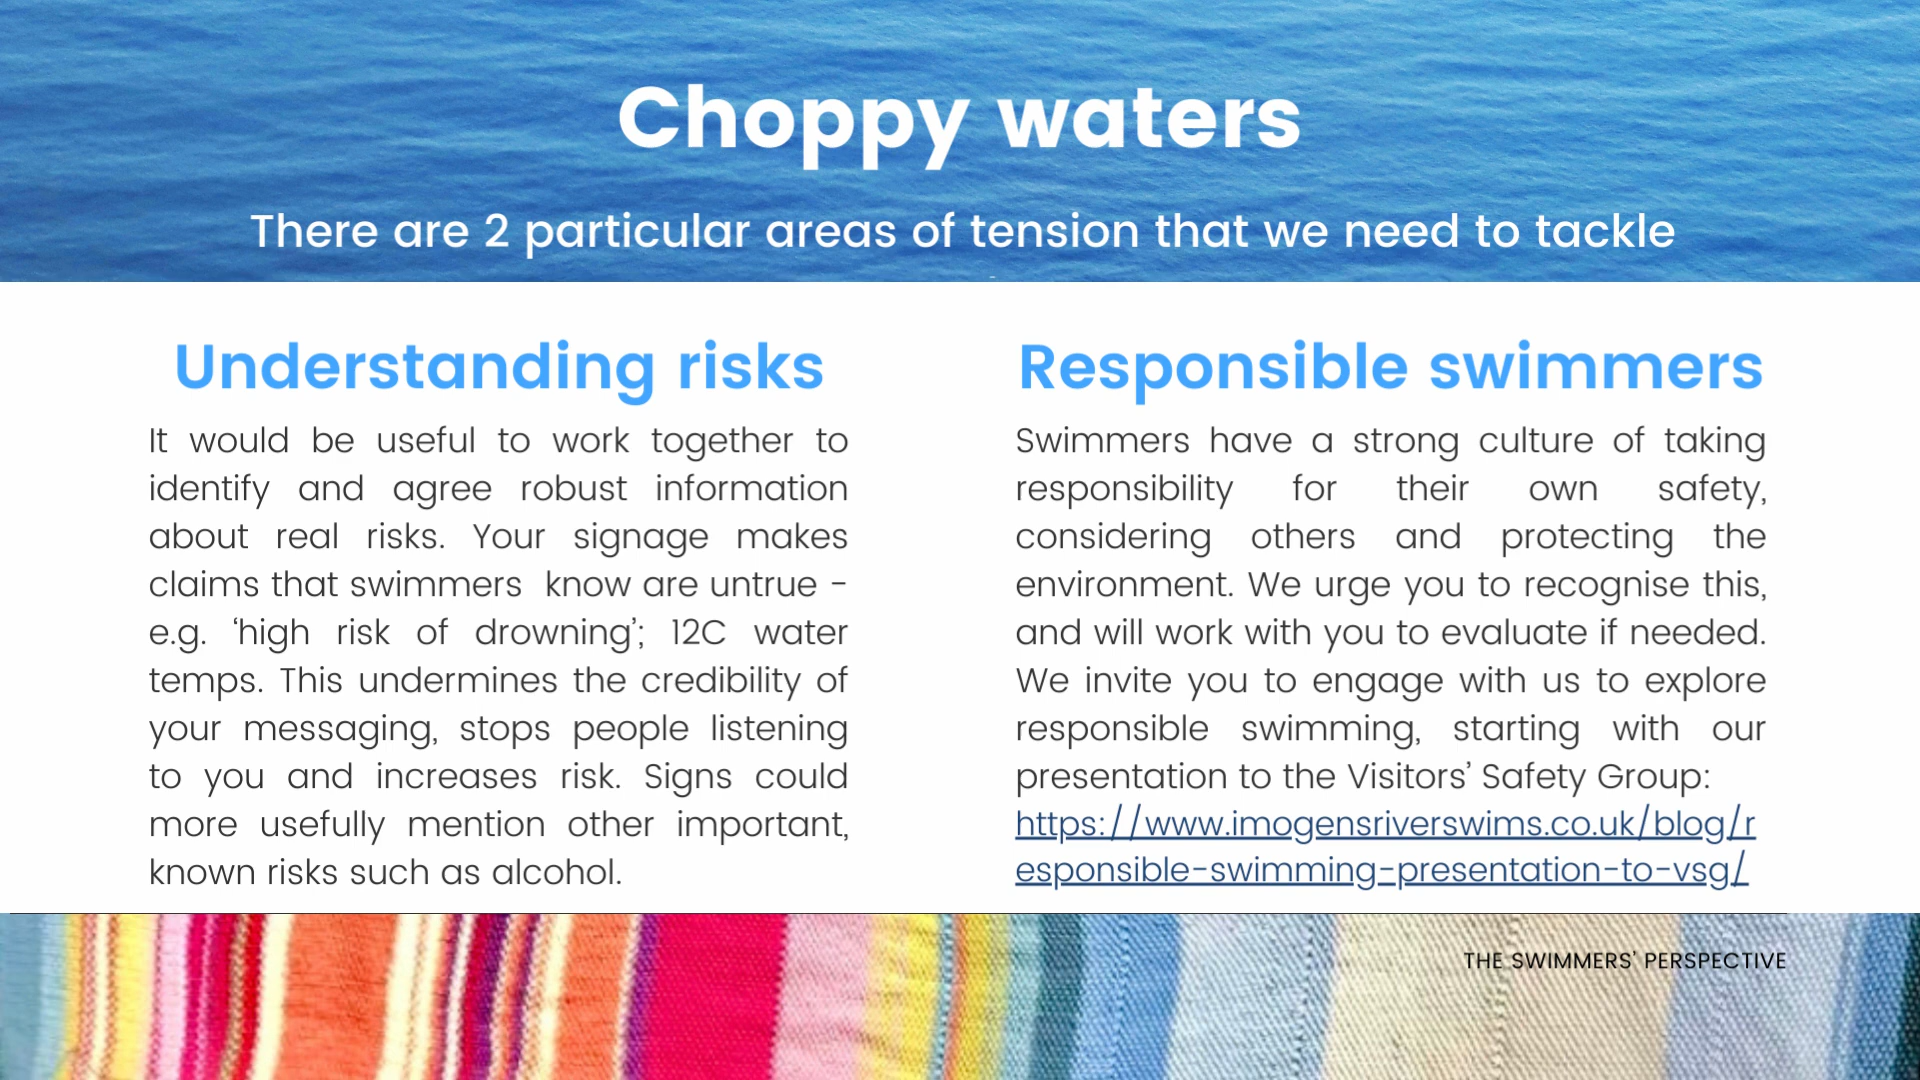 Choppy waters
There are 2 particular areas of tension that we need to tackle
Understanding risks
It would be useful to work together to
identify and agree robust information
about real risks. Your signage makes
claims that swimmers  know are untrue -
e.g. ‘high risk of drowning’; 12C water
temps. This undermines the credibility of
your messaging, stops people listening
to you and increases risk. Signs could
more usefully mention other important,
known risks such as alcohol.
Responsible swimmers
Swimmers have a strong culture of taking
responsibility for their own safety,
considering others and protecting the
environment. We urge you to recognise this,
and will work with you to evaluate if needed.
We invite you to engage with us to explore
responsible swimming, starting with our
presentation to the Visitors’ Safety Group:
https://www.imogensriverswims.co.uk/blog/r
esponsible-swimming-presentation-to-vsg/
THE SWIMMERS’ PERSPECTIVE